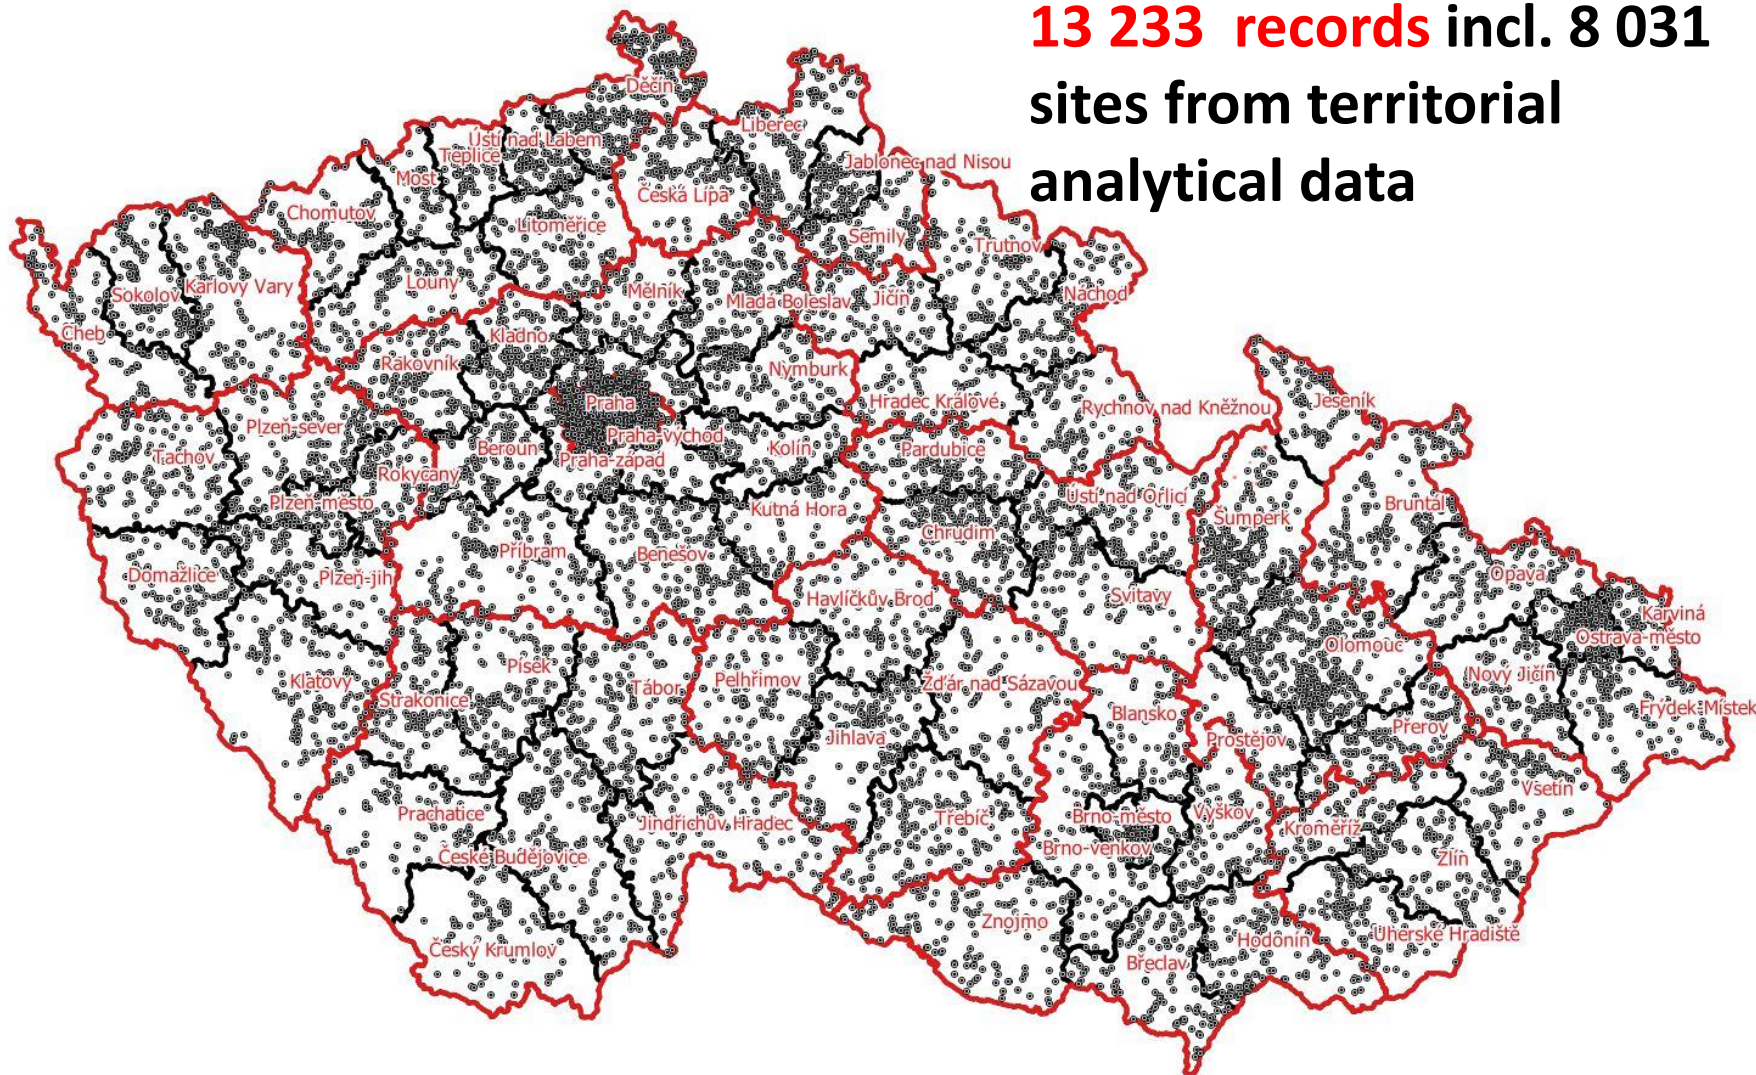 13 233 records incl. 8 031
sites from territorial
analytical data
Děčín
Liberec
Ústí nad Labem
Teplice
Jablonec nad Nisou
Most
Česká Lípa
Chomutov
Litoměřice
Semily
Trutnov
Louny
Karlovy Vary
Sokolov
Mělník
Mladá Boleslav
Jičín
Náchod
Cheb
Kladno
Rakovník
Nymburk
Praha
Hradec Králové
Rychnov nad Kněžnou
Jeseník
Plzeň-sever
Praha-východ
Beroun
Kolín
Pardubice
Tachov
Praha-západ
Rokycany
Plzeň-město
Ústí nad Orlicí
Kutná Hora
Šumperk
Bruntál
Chrudim
Příbram
Benešov
Domažlice
Plzeň-jih
Opava
Havlíčkův Brod
Svitavy
Karviná
Ostrava-město
Olomouc
Písek
Nový Jičín
Klatovy
Tábor
Pelhřimov
Žďár nad Sázavou
Strakonice
Frýdek-Místek
Blansko
Přerov
Jihlava
Prostějov
Vsetín
Prachatice
Jindřichův Hradec
Třebíč
Brno-město
Vyškov
Kroměříž
Brno-venkov
České Budějovice
Zlín
Znojmo
Uherské Hradiště
Hodonín
Český Krumlov
Břeclav